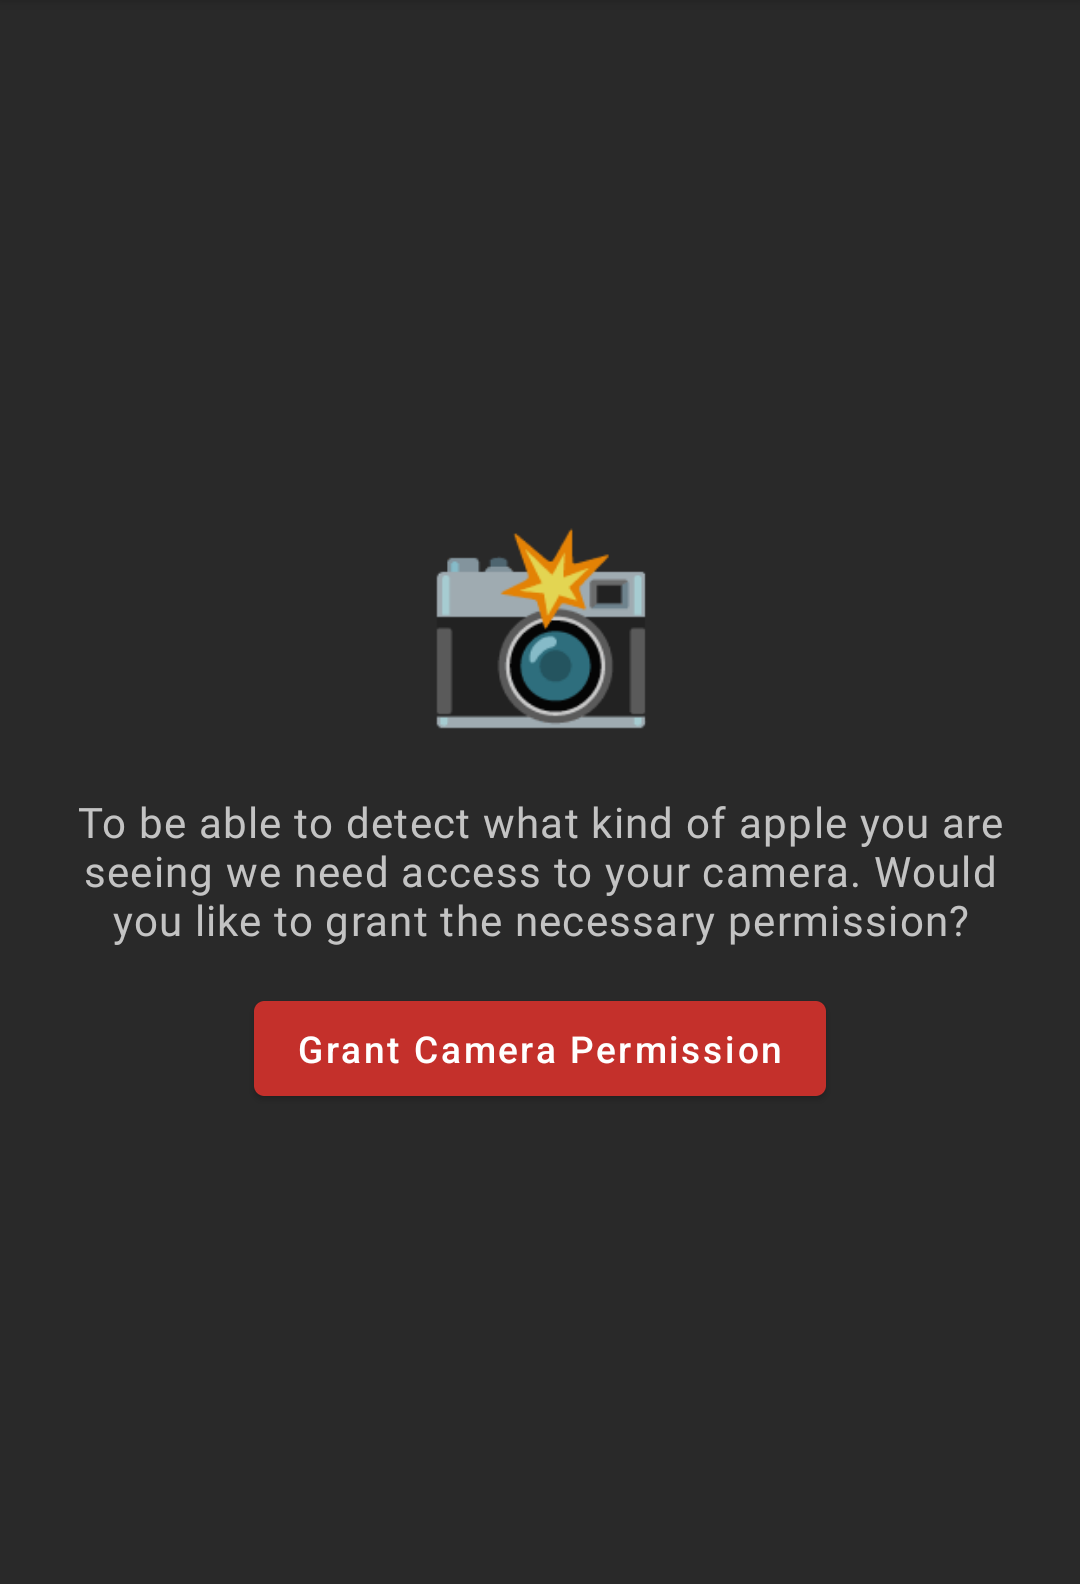 To be able to detect what kind of apple you are
seeing we need access to your camera. Would
you like to grant the necessary permission?
Grant Camera Permission